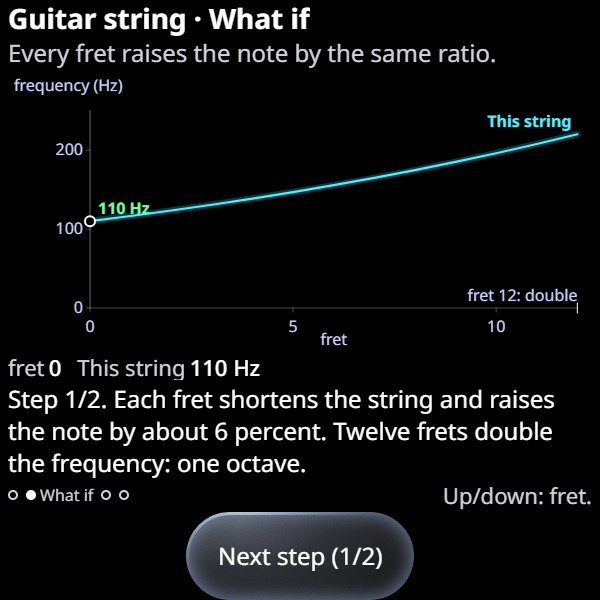 Guitar string · What if
Every fret raises the note by the same ratio.
frequency (Hz)
This string
200
110 Hz
100
fret 12: double
0
0 5 10
fret
fret 0 This string 110 Hz
Step 1/2. Each fret shortens the string and raises
the note by about 6 percent. Twelve frets double
the frequency: one octave.
What if
Up/down: fret.
Next step (1/2)